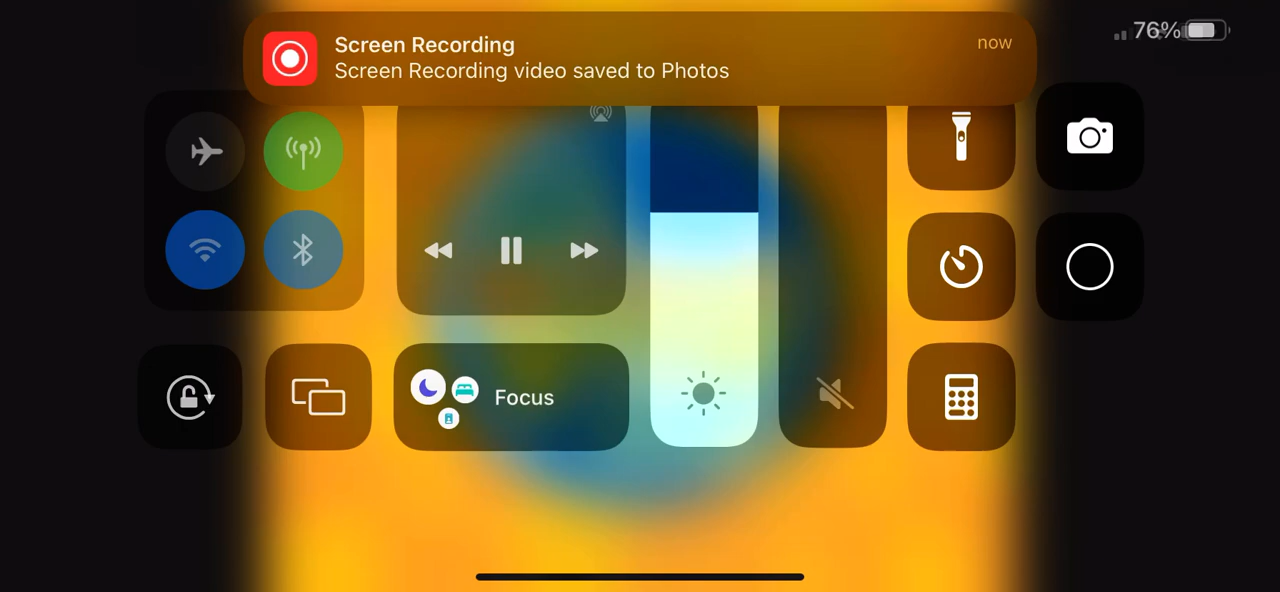 Screen Recording
now
Screen Recording video saved to Photos
76%
Focus